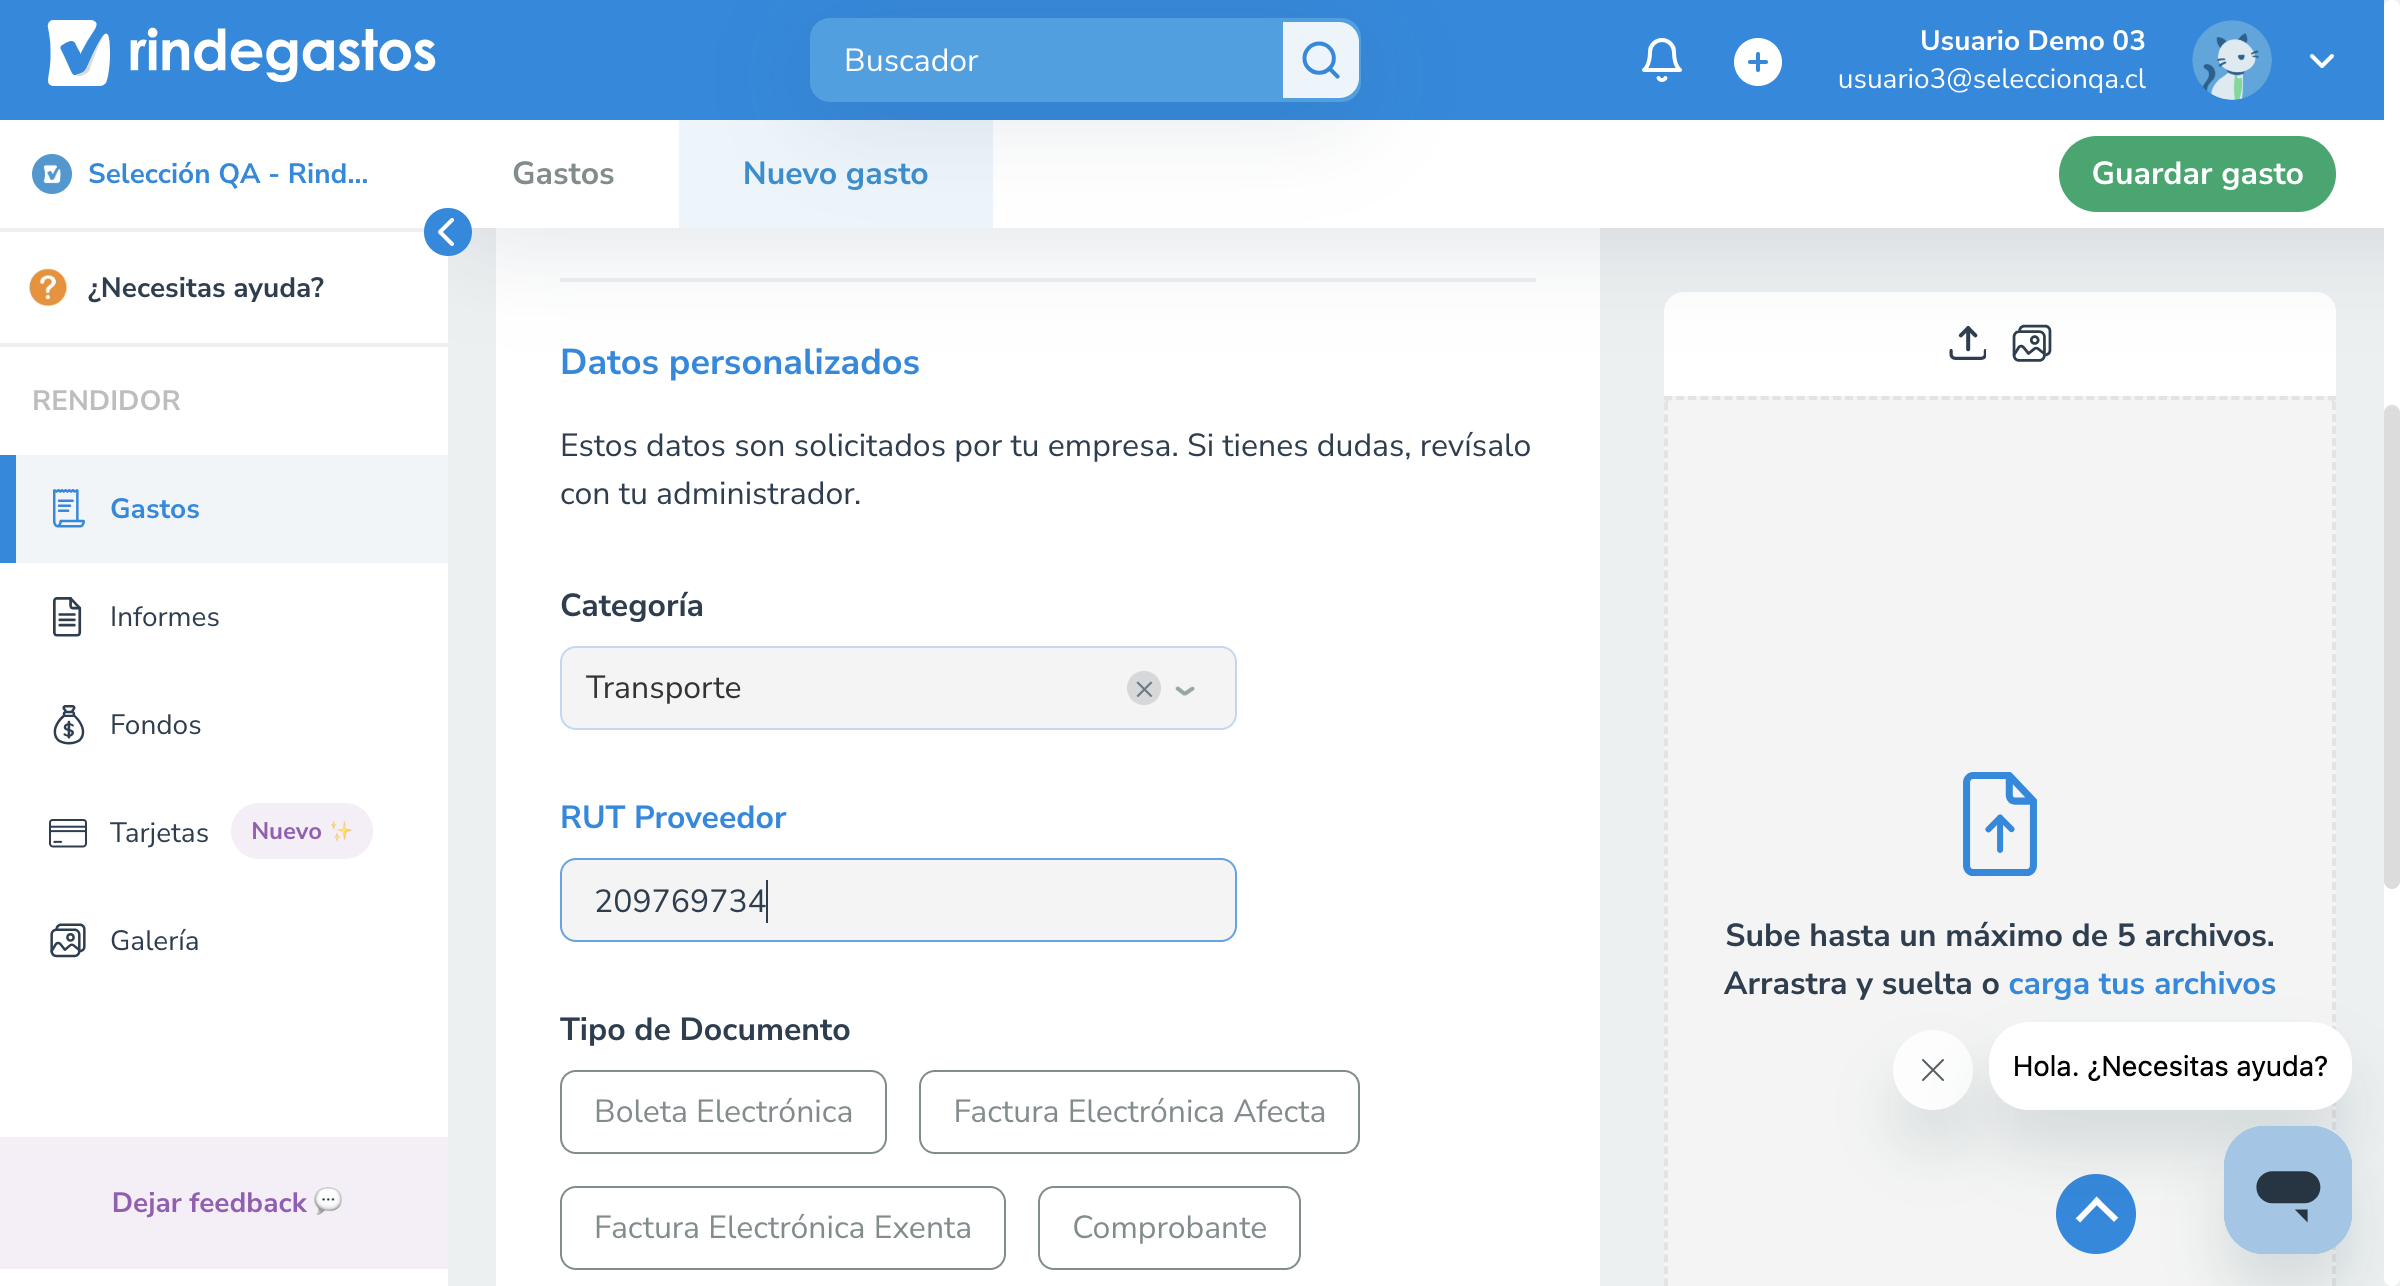 rindegastos
Buscador
Usuario Demo 03
usuario3@seleccionqa.cl
Selección QA - Rind...
Gastos
Nuevo gasto
Guardar gasto
¿Necesitas ayuda?
RENDIDOR
Gastos
Informes
Fondos
Tarjetas
Nuevo ✨
Galería
Dejar feedback 💬
Datos personalizados
Estos datos son solicitados por tu empresa. Si tienes dudas, revísalo
con tu administrador.
Categoría
Transporte
RUT Proveedor
209769734
Tipo de Documento
Boleta Electrónica
Factura Electrónica Afecta
Factura Electrónica Exenta
Comprobante
Sube hasta un máximo de 5 archivos.
Arrastra y suelta o carga tus archivos
Hola. ¿Necesitas ayuda?